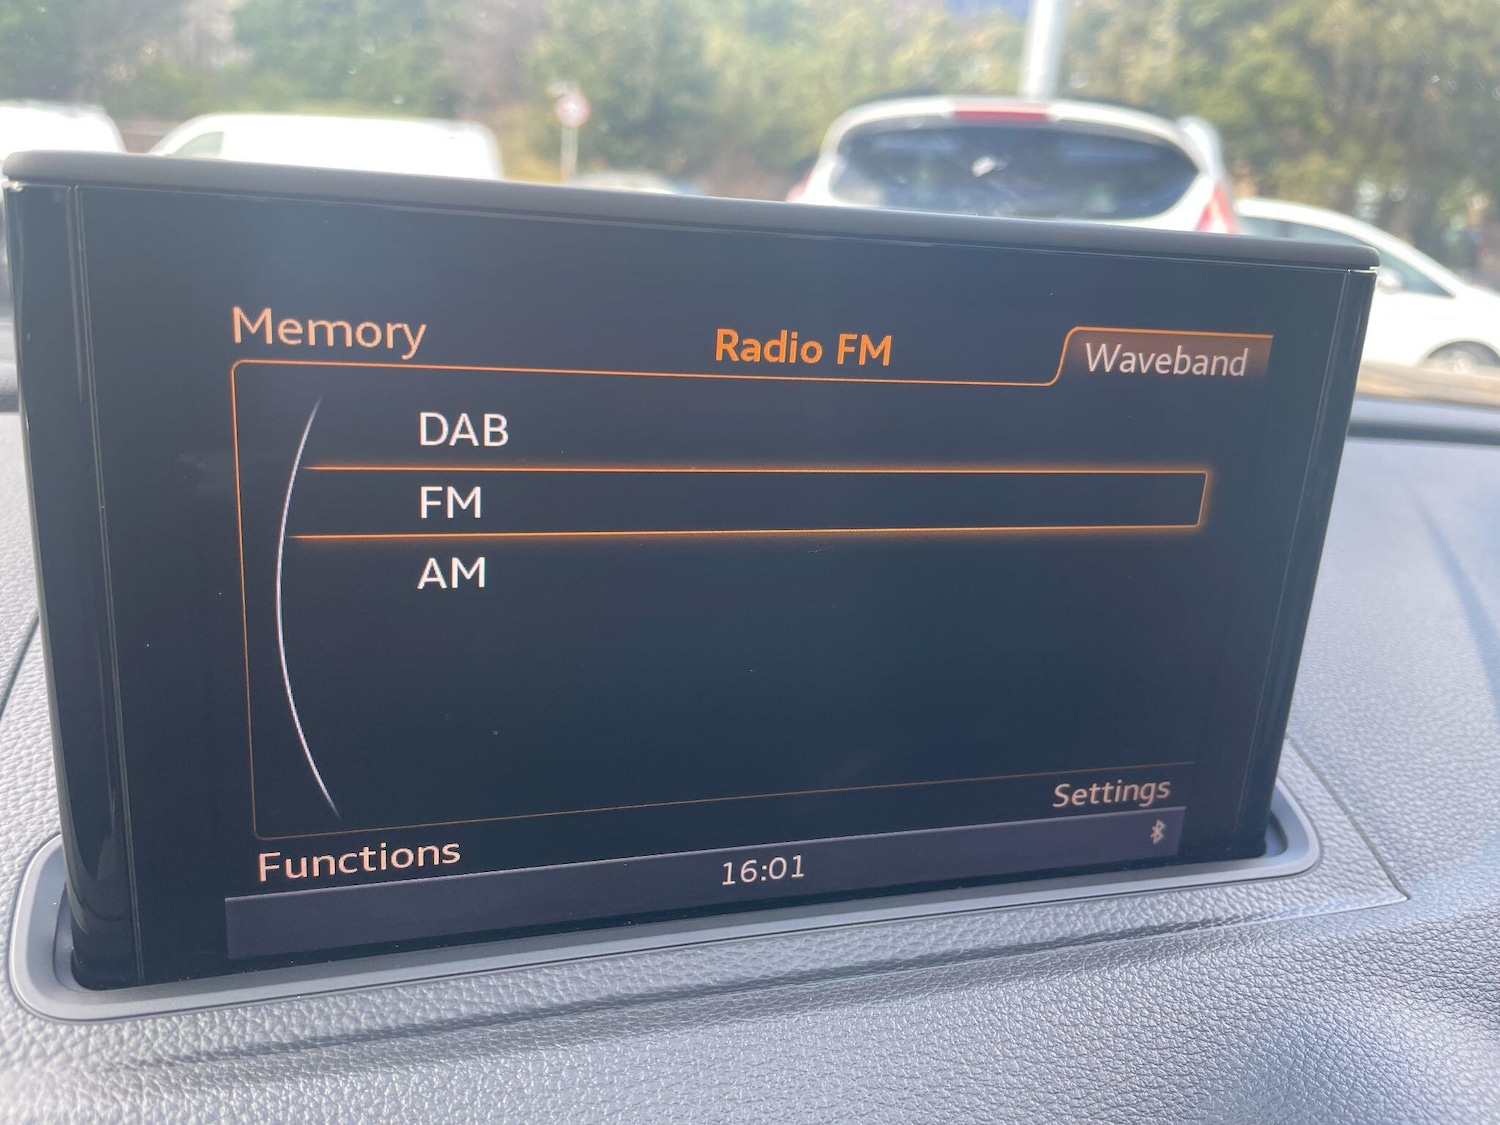 Memory
Radio FM
Waveband
DAB
FM
AM
Settings
Functions
16:01